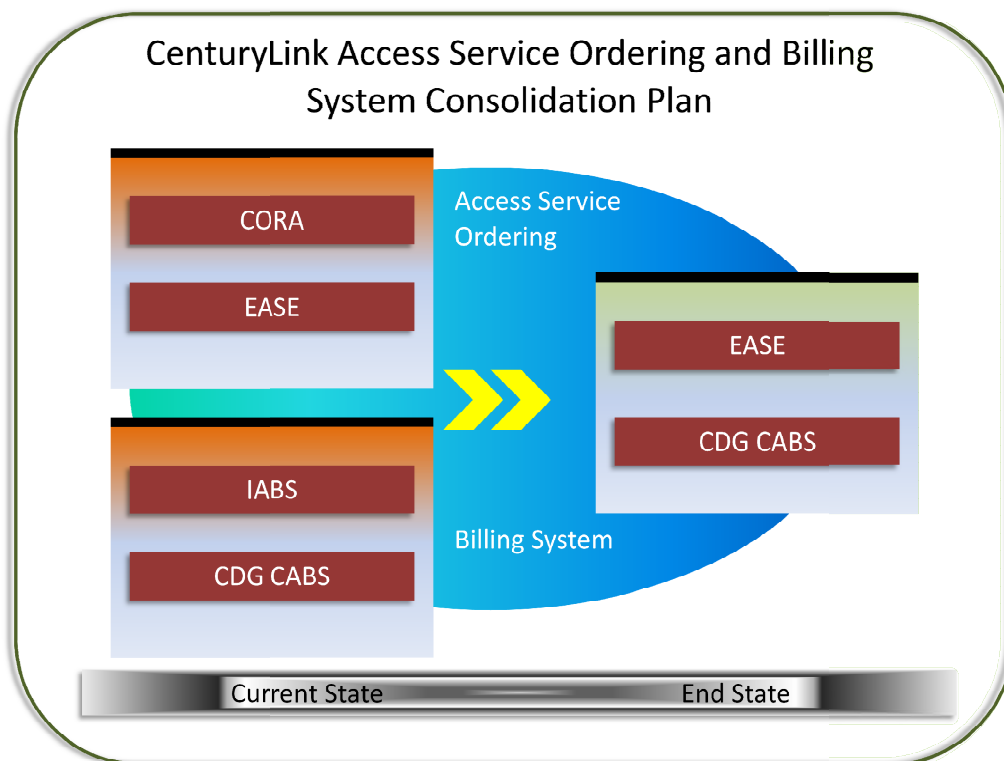 CenturyLink Access Service Ordering and Billing
System Consolidation Plan
CORA
EASE
Access Service
Ordering
IABS
CDG CABS
Billing System
EASE
CDG CABS
Current State
End State